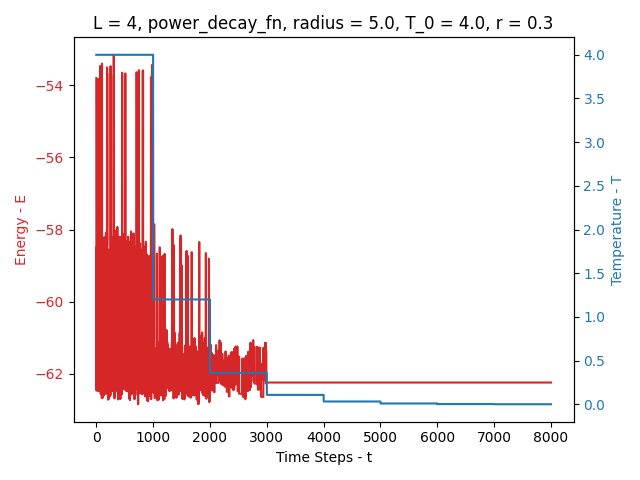 L = 4, power_decay_fn, radius = 5.0, T_0 = 4.0, r = 0.3
Energy - E
−54
−56
−58
−60
−62
4.0
3.5
3.0
2.5
2.0
1.5
1.0
0.5
0.0
Temperature - T
0 1000 2000 3000 4000 5000 6000 7000 8000
Time Steps - t